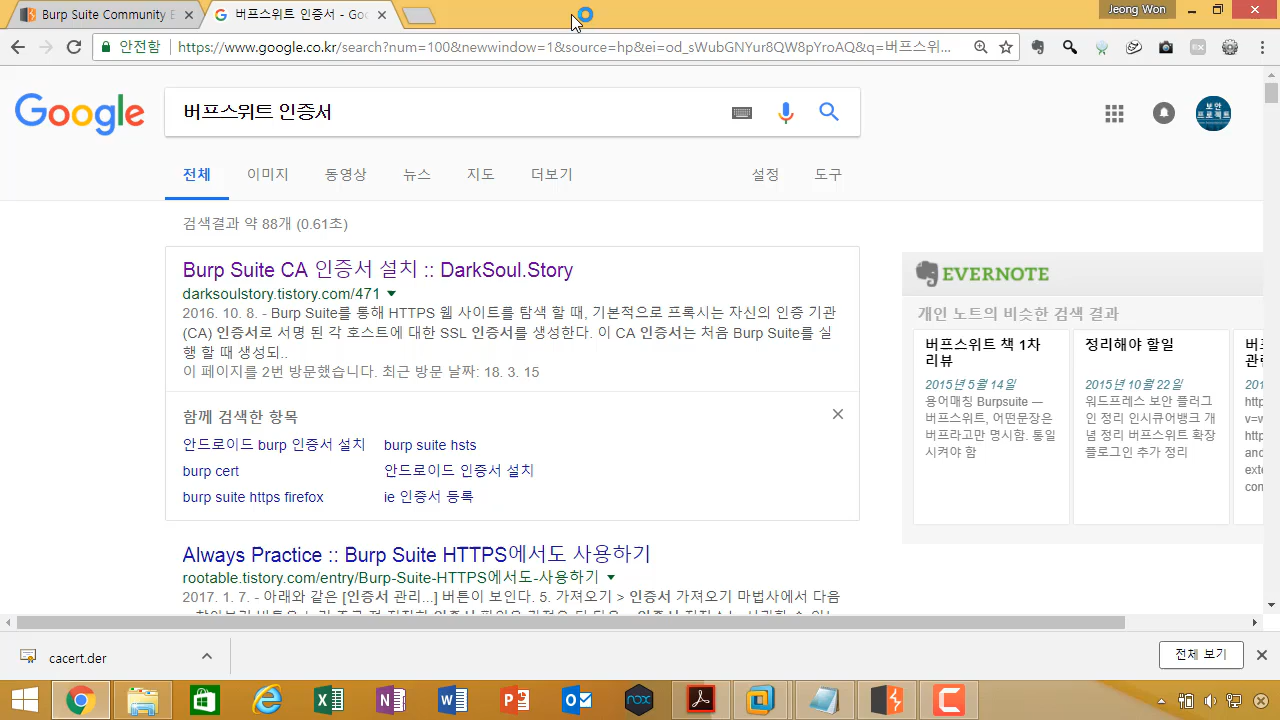 Burp Suite Community E
버프스위트 인증서 - Goo
Jeong Won
안전함
https://www.google.co.kr/search?num=100&newwindow=1&source=hp&ei=od_sWubGNYur8QW8pYroAQ&q=버프스위...
Google
버프스위트 인증서
보안
프로젝트
전체 이미지 동영상 뉴스 지도 더보기 설정 도구
검색결과 약 88개 (0.61초)
Burp Suite CA 인증서 설치 :: DarkSoul.Story
darksoulstory.tistory.com/471
2016. 10. 8. - Burp Suite를 통해 HTTPS 웹 사이트를 탐색 할 때, 기본적으로 프록시는 자신의 인증 기관
(CA) 인증서로 서명 된 각 호스트에 대한 SSL 인증서를 생성한다. 이 CA 인증서는 처음 Burp Suite를 실
행 할 때 생성되..
이 페이지를 2번 방문했습니다. 최근 방문 날짜: 18. 3. 15
함께 검색한 항목
안드로이드 burp 인증서 설치 burp suite hsts
burp cert 안드로이드 인증서 설치
burp suite https firefox ie 인증서 등록
Always Practice :: Burp Suite HTTPS에서도 사용하기
rootable.tistory.com/entry/Burp-Suite-HTTPS에서도-사용하기
2017. 1. 7. - 아래와 같은 [인증서 관리...] 버튼이 보인다. 5. 가져오기 > 인증서 가져오기 마법사에서 다음
EVERNOTE
개인 노트의 비슷한 검색 결과
버프스위트 책 1차
리뷰
2015년 5월 14일
용어매칭 Burpsuite —
버프스위트, 어떤문장은
버프라고만 명시함. 통일
시켜야 함
정리해야 할일
2015년 10월 22일
워드프레스 보안 플러그
인 정리 인시큐어뱅크 개
념 정리 버프스위트 확장
플로그인 추가 정리
버프
관련
http
v=w
http
and
exte
con
cacert.der
전체 보기
nox